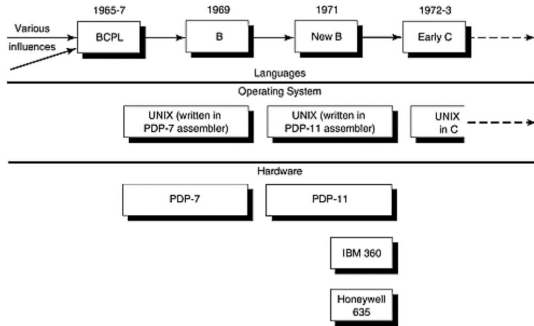 1965-7
1969
1971
1972-3
Various
influences
BCPL
B
New B
Early C
Languages
Operating System
UNIX (written in
PDP-7 assembler)
UNIX (written in
PDP-11 assembler)
UNIX
in C
Hardware
PDP-7
PDP-11
IBM 360
Honeywell
635